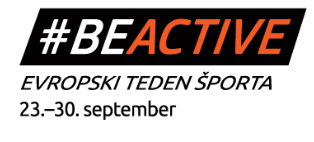 #BEACTIVE
EVROPSKI TEDEN ŠPORTA
23.–30. september